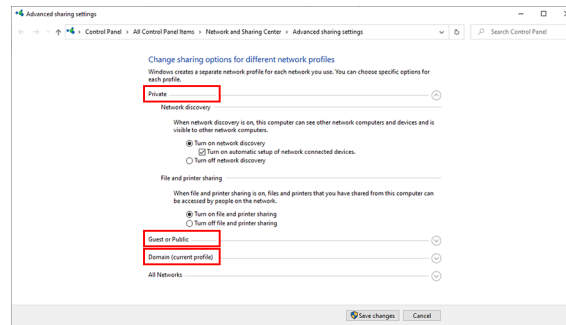 Advanced sharing settings
Control Panel › All Control Panel Items › Network and Sharing Center › Advanced sharing settings
Search Control Panel
Change sharing options for different network profiles
Windows creates a separate network profile for each network you use. You can choose specific options for
each profile.
Private
Network discovery
When network discovery is on, this computer can see other network computers and devices and is
visible to other network computers.
Turn on network discovery
Turn on automatic setup of network connected devices.
Turn off network discovery
File and printer sharing
When file and printer sharing is on, files and printers that you have shared from this computer can
be accessed by people on the network.
Turn on file and printer sharing
Turn off file and printer sharing
Guest or Public
Domain (current profile)
All Networks
Save changes Cancel